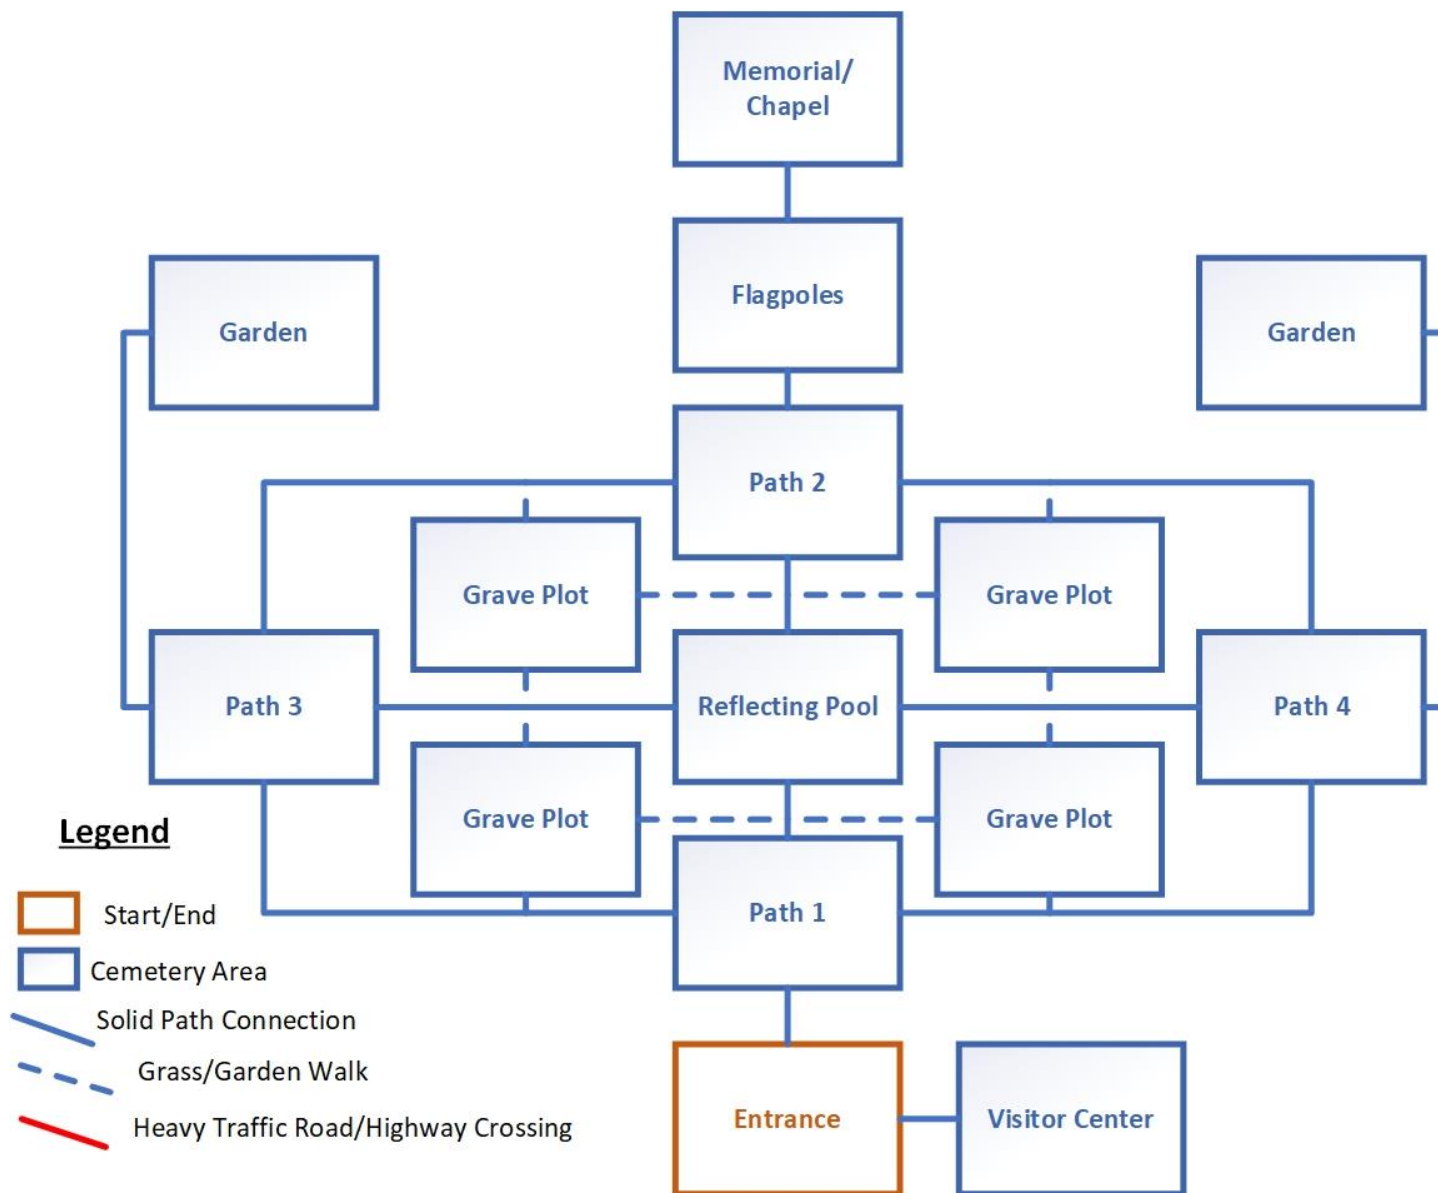 Memorial/
Chapel
Flagpoles
Garden
Garden
Path 2
Grave Plot
Grave Plot
Path 3
Reflecting Pool
Path 4
Grave Plot
Grave Plot
Path 1
Legend
Start/End
Cemetery Area
Solid Path Connection
Grass/Garden Walk
Heavy Traffic Road/Highway Crossing
Entrance
Visitor Center